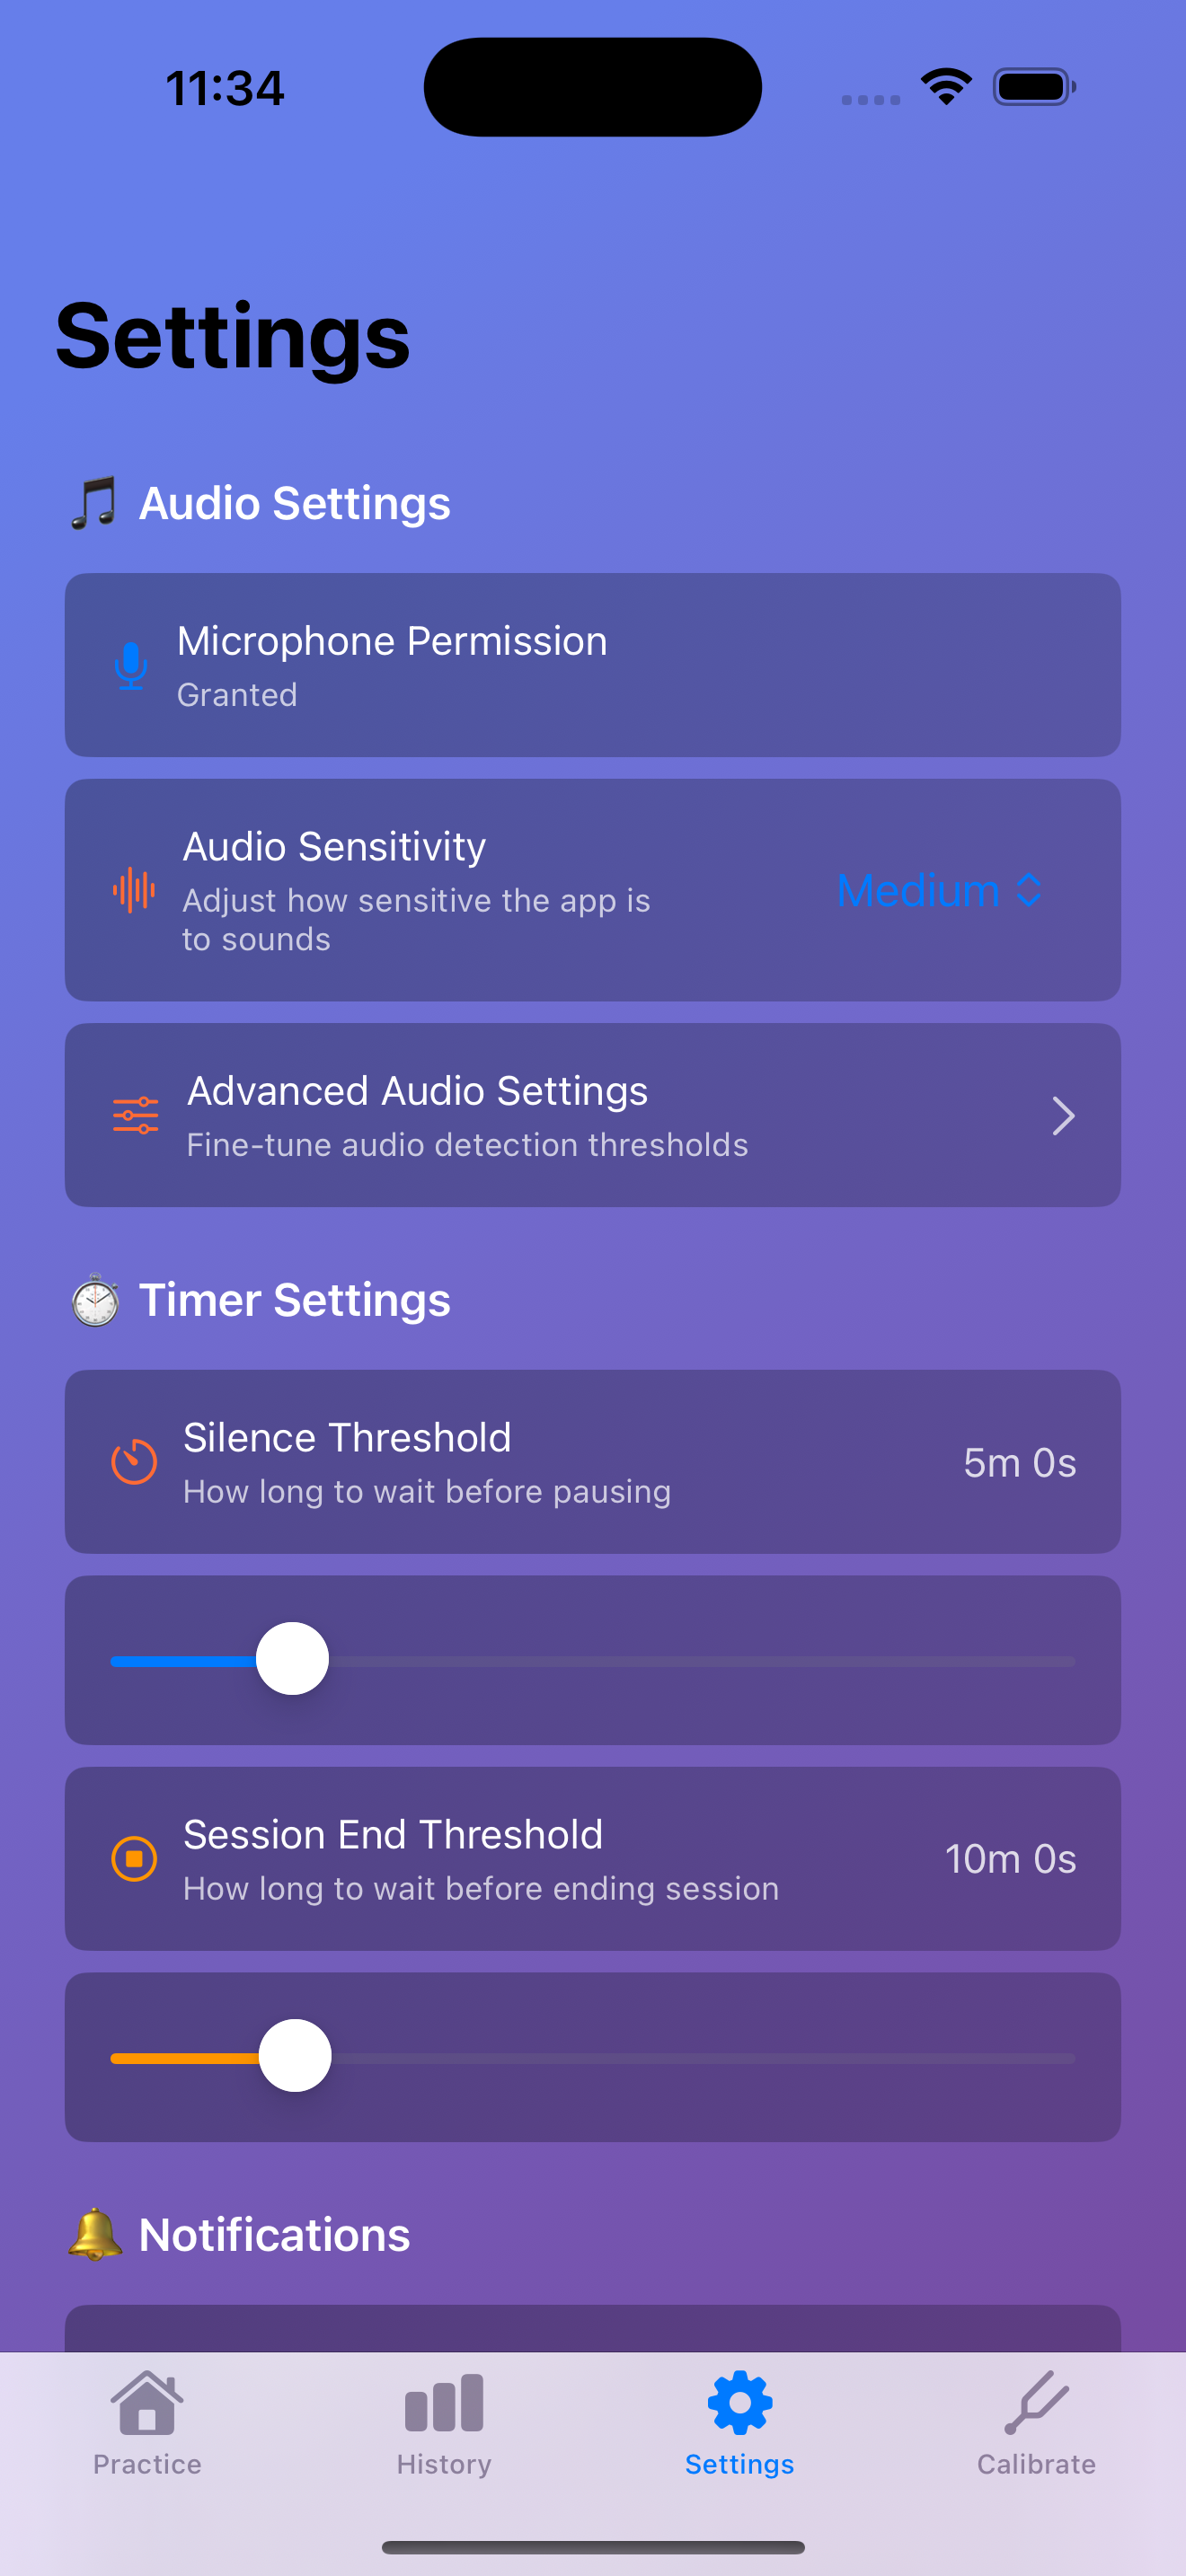 11:34
Settings
🎵 Audio Settings
Microphone Permission
Granted
Audio Sensitivity
Adjust how sensitive the app is
to sounds
Medium
Advanced Audio Settings
Fine-tune audio detection thresholds
⏱️ Timer Settings
Silence Threshold
How long to wait before pausing
5m 0s
Session End Threshold
How long to wait before ending session
10m 0s
🔔 Notifications
Practice
History
Settings
Calibrate